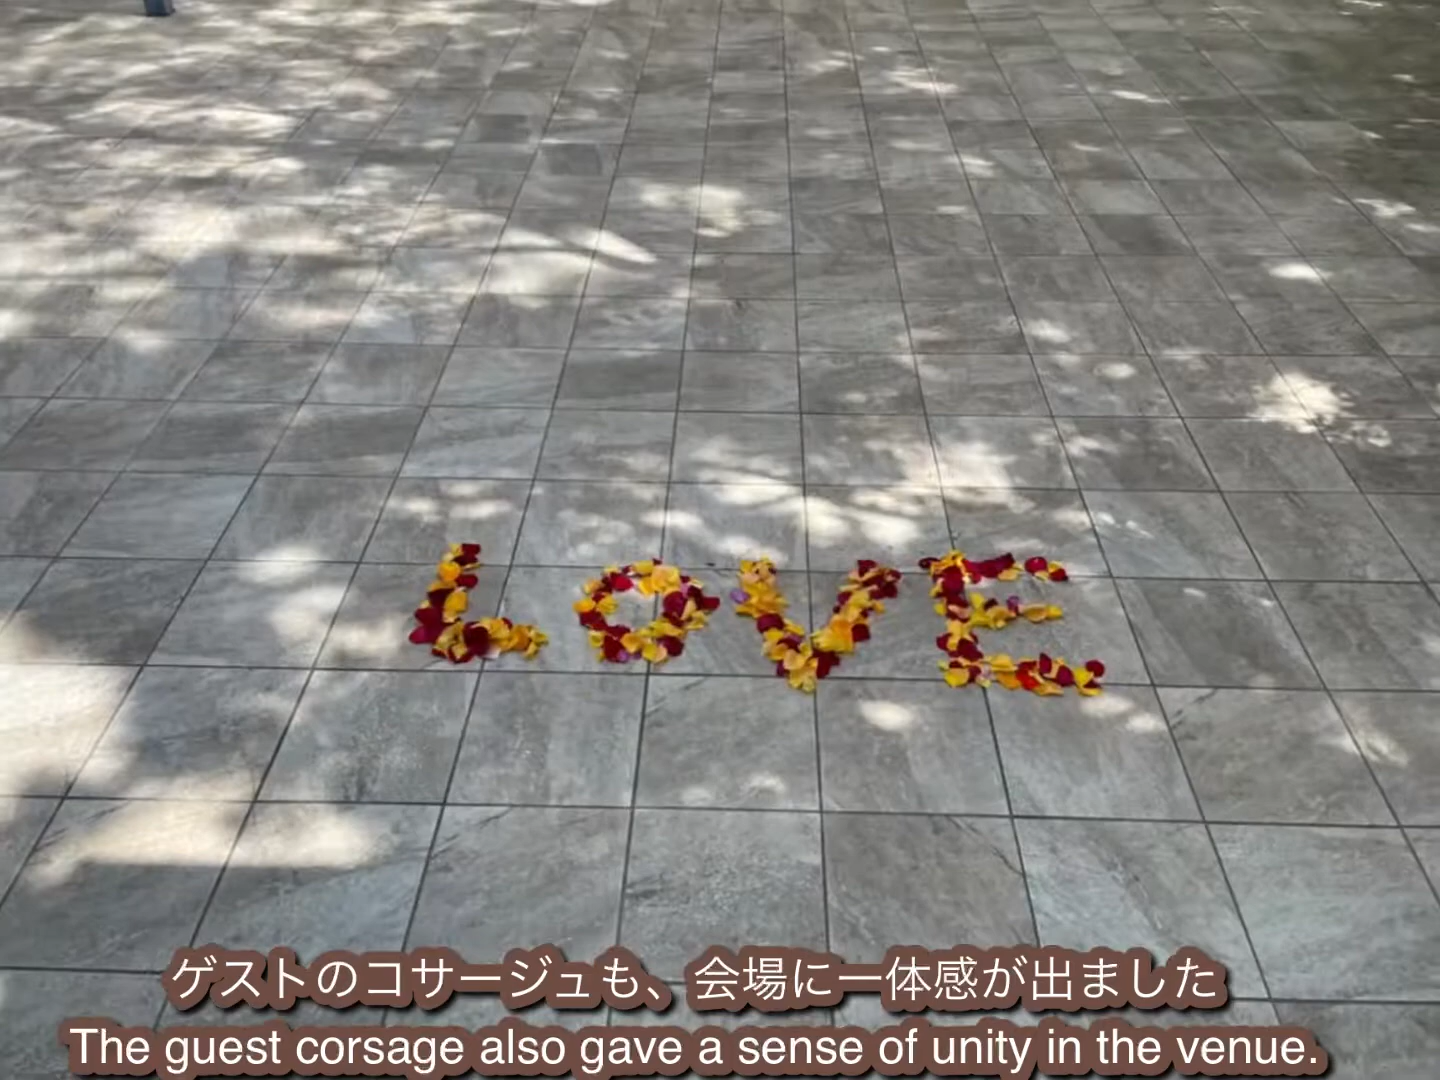 LOVE
ゲストのコサージュも、会場に一体感が出ました
The guest corsage also gave a sense of unity in the venue.